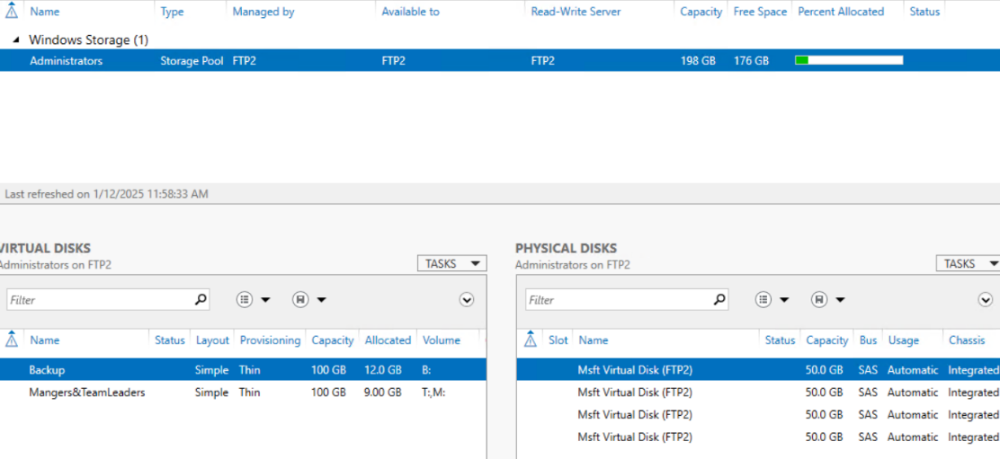 Name Type Managed by Available to Read-Write Server Capacity Free Space Percent Allocated Status
Windows Storage (1)
Administrators Storage Pool FTP2 FTP2 FTP2 198 GB 176 GB
Last refreshed on 1/12/2025 11:58:33 AM
VIRTUAL DISKS
Administrators on FTP2
TASKS
Filter
Name Status Layout Provisioning Capacity Allocated Volume
Backup Simple Thin 100 GB 12.0 GB B:
Mangers&TeamLeaders Simple Thin 100 GB 9.00 GB T:,M:
PHYSICAL DISKS
Administrators on FTP2
TASKS
Filter
Slot Name Status Capacity Bus Usage Chassis
Msft Virtual Disk (FTP2) 50.0 GB SAS Automatic Integrated
Msft Virtual Disk (FTP2) 50.0 GB SAS Automatic Integrated
Msft Virtual Disk (FTP2) 50.0 GB SAS Automatic Integrated
Msft Virtual Disk (FTP2) 50.0 GB SAS Automatic Integrated